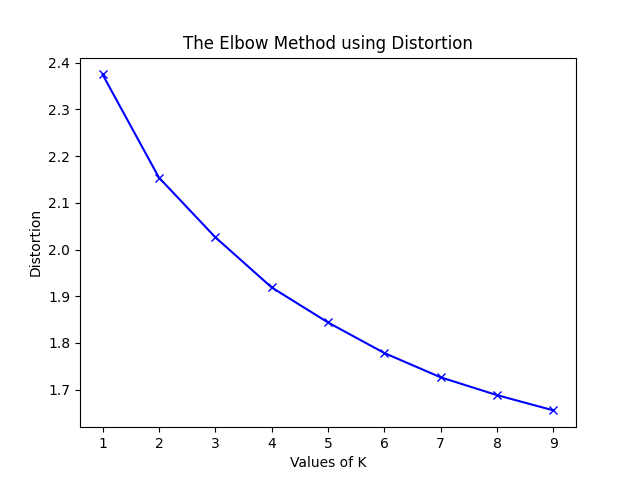 The Elbow Method using Distortion
2.4
2.3
2.2
2.1
2.0
1.9
1.8
1.7
Distortion
1 2 3 4 5 6 7 8 9
Values of K